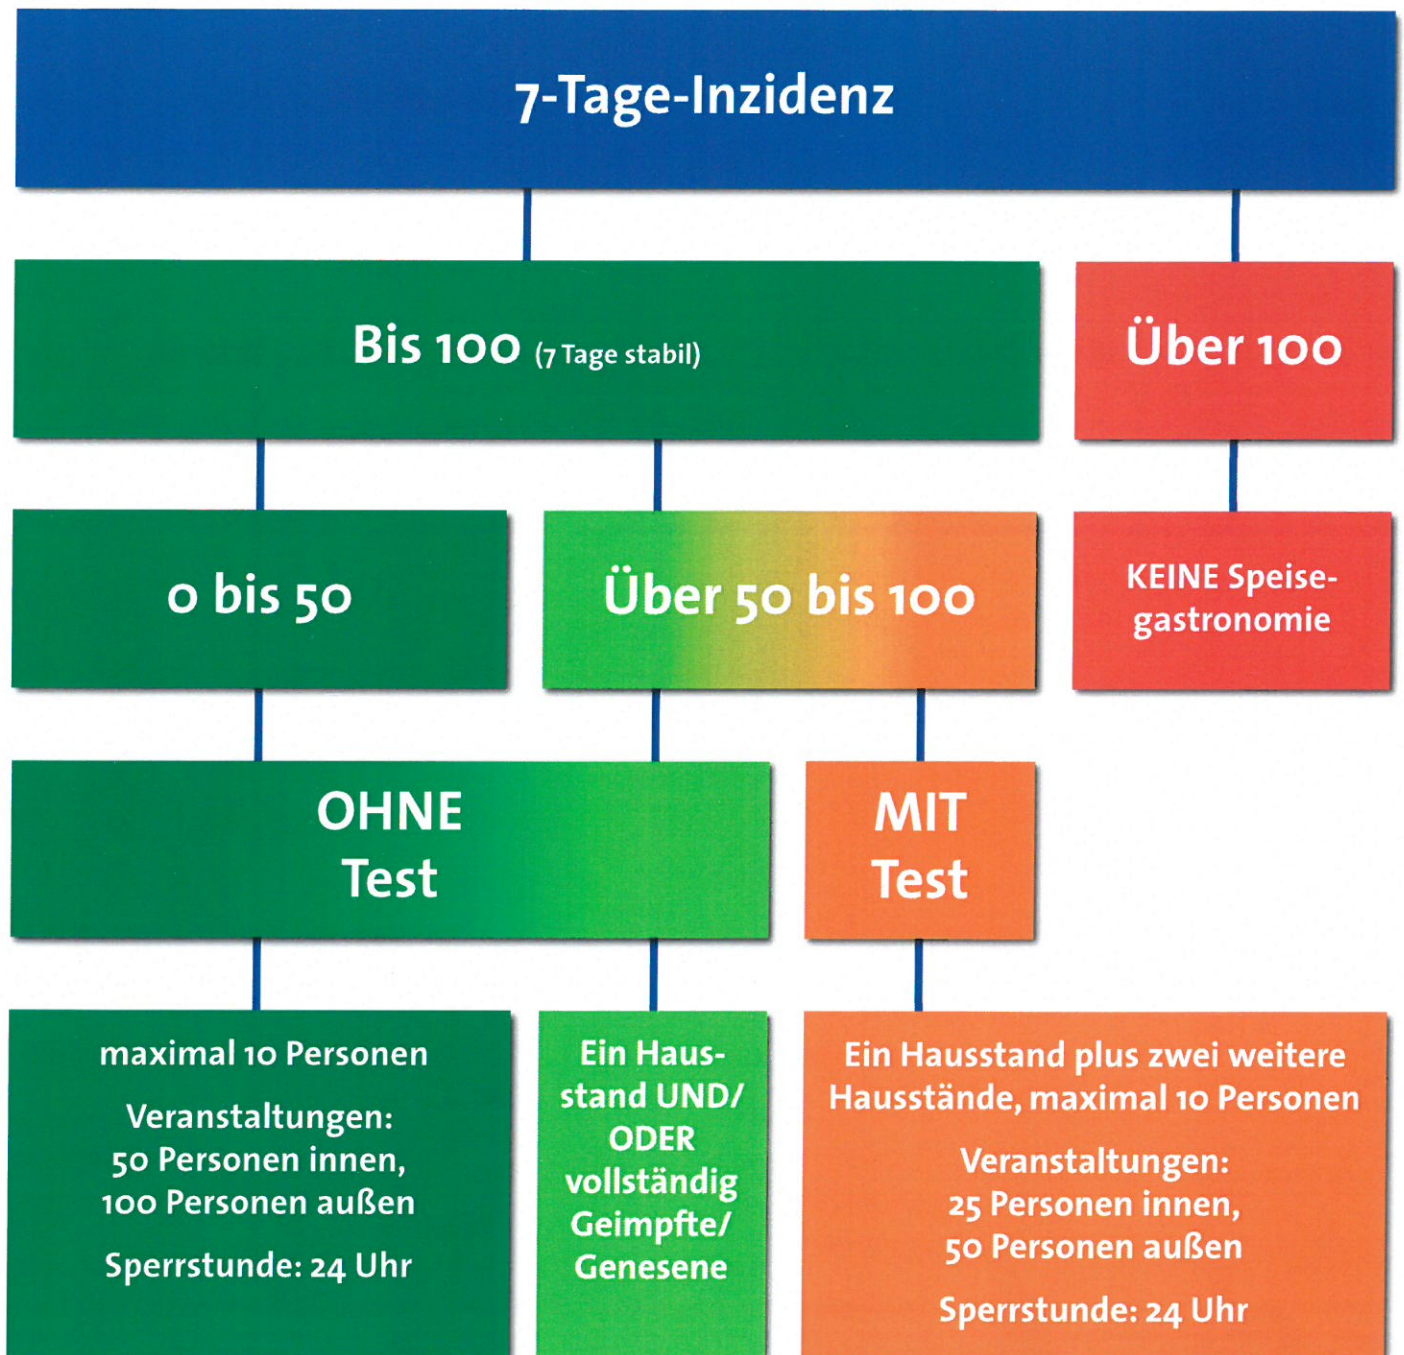 7-Tage-Inzidenz
Bis 100 (7 Tage stabil)
Über 100
0 bis 50
Über 50 bis 100
KEINE Speise-
gastronomie
OHNE
Test
MIT
Test
maximal 10 Personen
Veranstaltungen:
50 Personen innen,
100 Personen außen
Sperrstunde: 24 Uhr
Ein Haus-
stand UND/
ODER
vollständig
Geimpfte/
Genesene
Ein Hausstand plus zwei weitere
Hausstände, maximal 10 Personen
Veranstaltungen:
25 Personen innen,
50 Personen außen
Sperrstunde: 24 Uhr